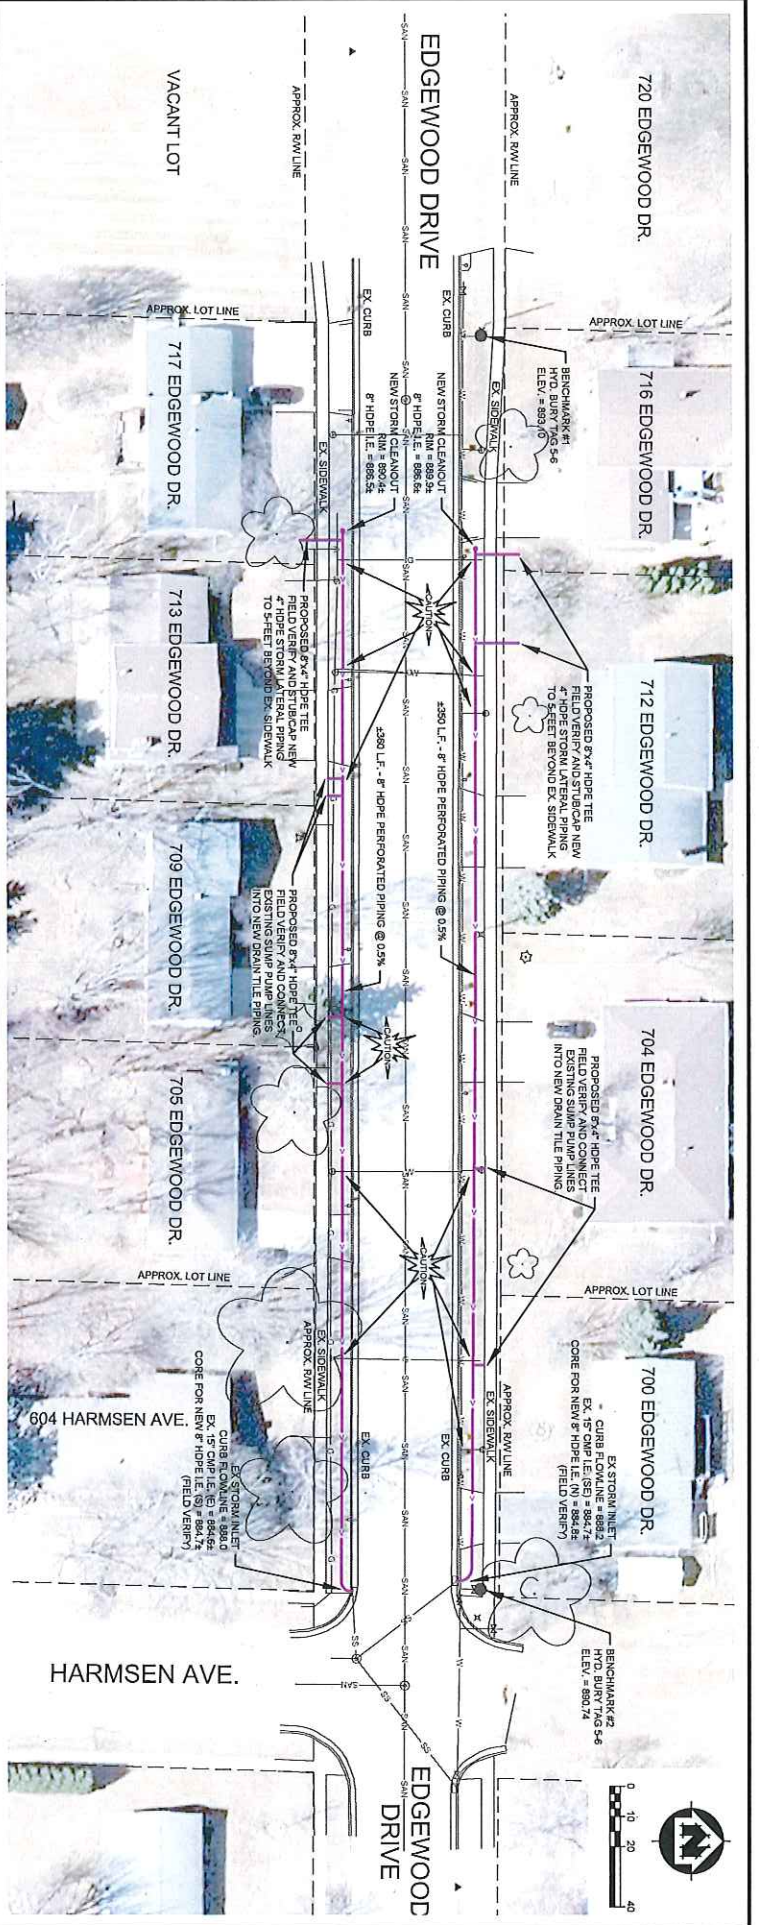 EDGEWOOD DRIVE
720 EDGEWOOD DR.
VACANT LOT
APPROX. R/W LINE
APPROX. R/W LINE
SAN
EX. CURB
EX. CURB
APPROX. LOT LINE
APPROX. LOT LINE
BENCHMARK #1
HYD. BURY TAG 5-6
ELEV. = 893.10
716 EDGEWOOD DR.
717 EDGEWOOD DR.
EX. SIDEWALK
EX. SIDEWALK
NEW STORM CLEANOUT
RIM = 889.9±
8" HDPE I.E. = 886.6±
NEW STORM CLEANOUT
RIM = 890.4±
8" HDPE I.E. = 886.5±
CAUTION
PROPOSED 8"x4" HDPE TEE
FIELD VERIFY AND STUB/CAP NEW
4" HDPE STORM LATERAL PIPING
TO 5-FEET BEYOND EX. SIDEWALK
712 EDGEWOOD DR.
713 EDGEWOOD DR.
PROPOSED 8"x4" HDPE TEE
FIELD VERIFY AND STUB/CAP NEW
4" HDPE STORM LATERAL PIPING
TO 5-FEET BEYOND EX. SIDEWALK
±350 L.F. - 8" HDPE PERFORATED PIPING @ 0.5%
±360 L.F. - 8" HDPE PERFORATED PIPING @ 0.5%
709 EDGEWOOD DR.
PROPOSED 8"x4" HDPE TEE
FIELD VERIFY AND CONNECT
EXISTING SUMP PUMP LINES
INTO NEW DRAIN TILE PIPING
CAUTION
704 EDGEWOOD DR.
PROPOSED 8"x4" HDPE TEE
FIELD VERIFY AND CONNECT
EXISTING SUMP PUMP LINES
INTO NEW DRAIN TILE PIPING
705 EDGEWOOD DR.
CAUTION
APPROX. LOT LINE
APPROX. LOT LINE
EX. SIDEWALK
APPROX. R/W LINE
APPROX. R/W LINE
EX. SIDEWALK
EX. CURB
EX. CURB
700 EDGEWOOD DR.
EX STORM INLET
CURB FLOWLINE = 888.2
EX. 15" CMP I.E. (SE) = 884.7±
CORE FOR NEW 8" HDPE I.E. (N) = 884.8±
(FIELD VERIFY)
604 HARMSEN AVE.
EX STORM INLET
CURB FLOWLINE = 888.0
EX. 15" CMP I.E. (E) = 884.6±
CORE FOR NEW 8" HDPE I.E. (S) = 884.7±
(FIELD VERIFY)
BENCHMARK #2
HYD. BURY TAG 5-6
ELEV. = 890.74
HARMSEN AVE.
SS
SAN
W
EDGEWOOD
DRIVE
N
0 10 20 40